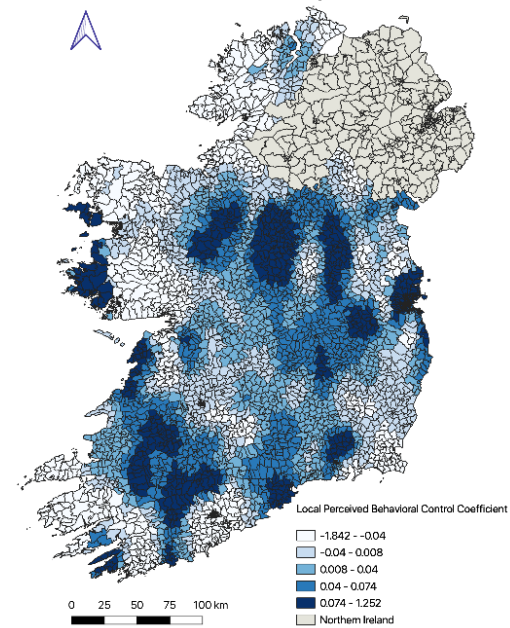 Local Perceived Behavioral Control Coefficient
-1.842 - -0.04
-0.04 - 0.008
0.008 - 0.04
0.04 - 0.074
0.074 - 1.252
Northern Ireland
0 25 50 75 100 km